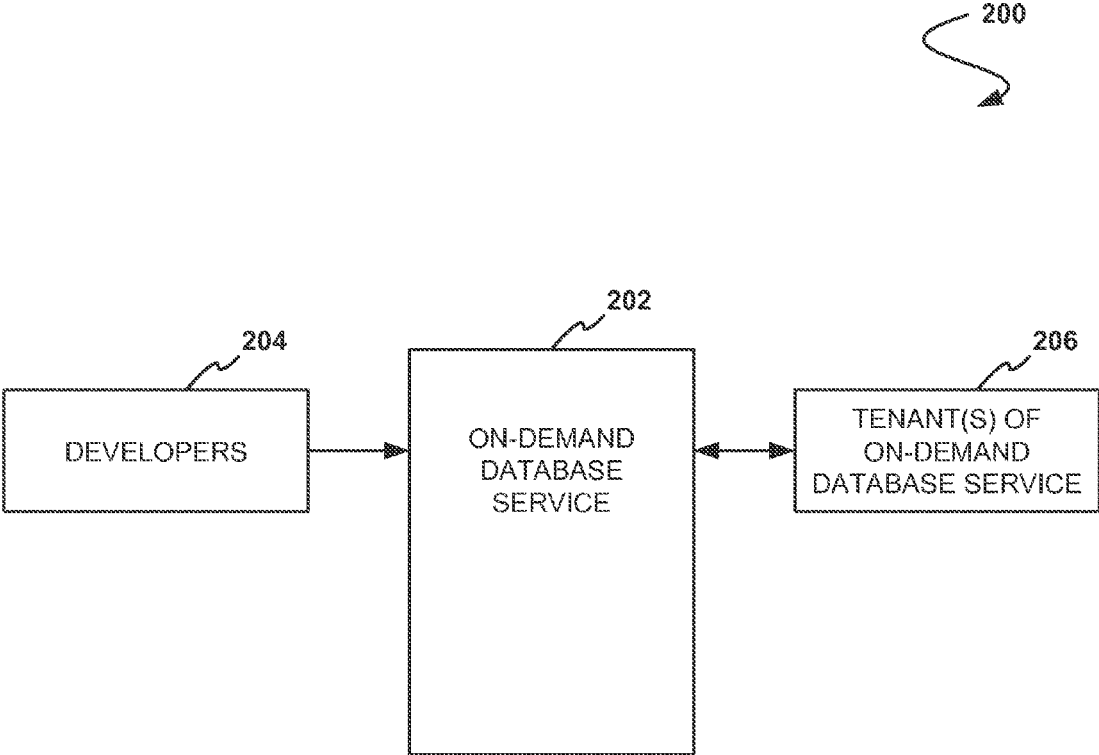 200
202
204
206
DEVELOPERS
ON-DEMAND
DATABASE
SERVICE
TENANT(S) OF
ON-DEMAND
DATABASE SERVICE